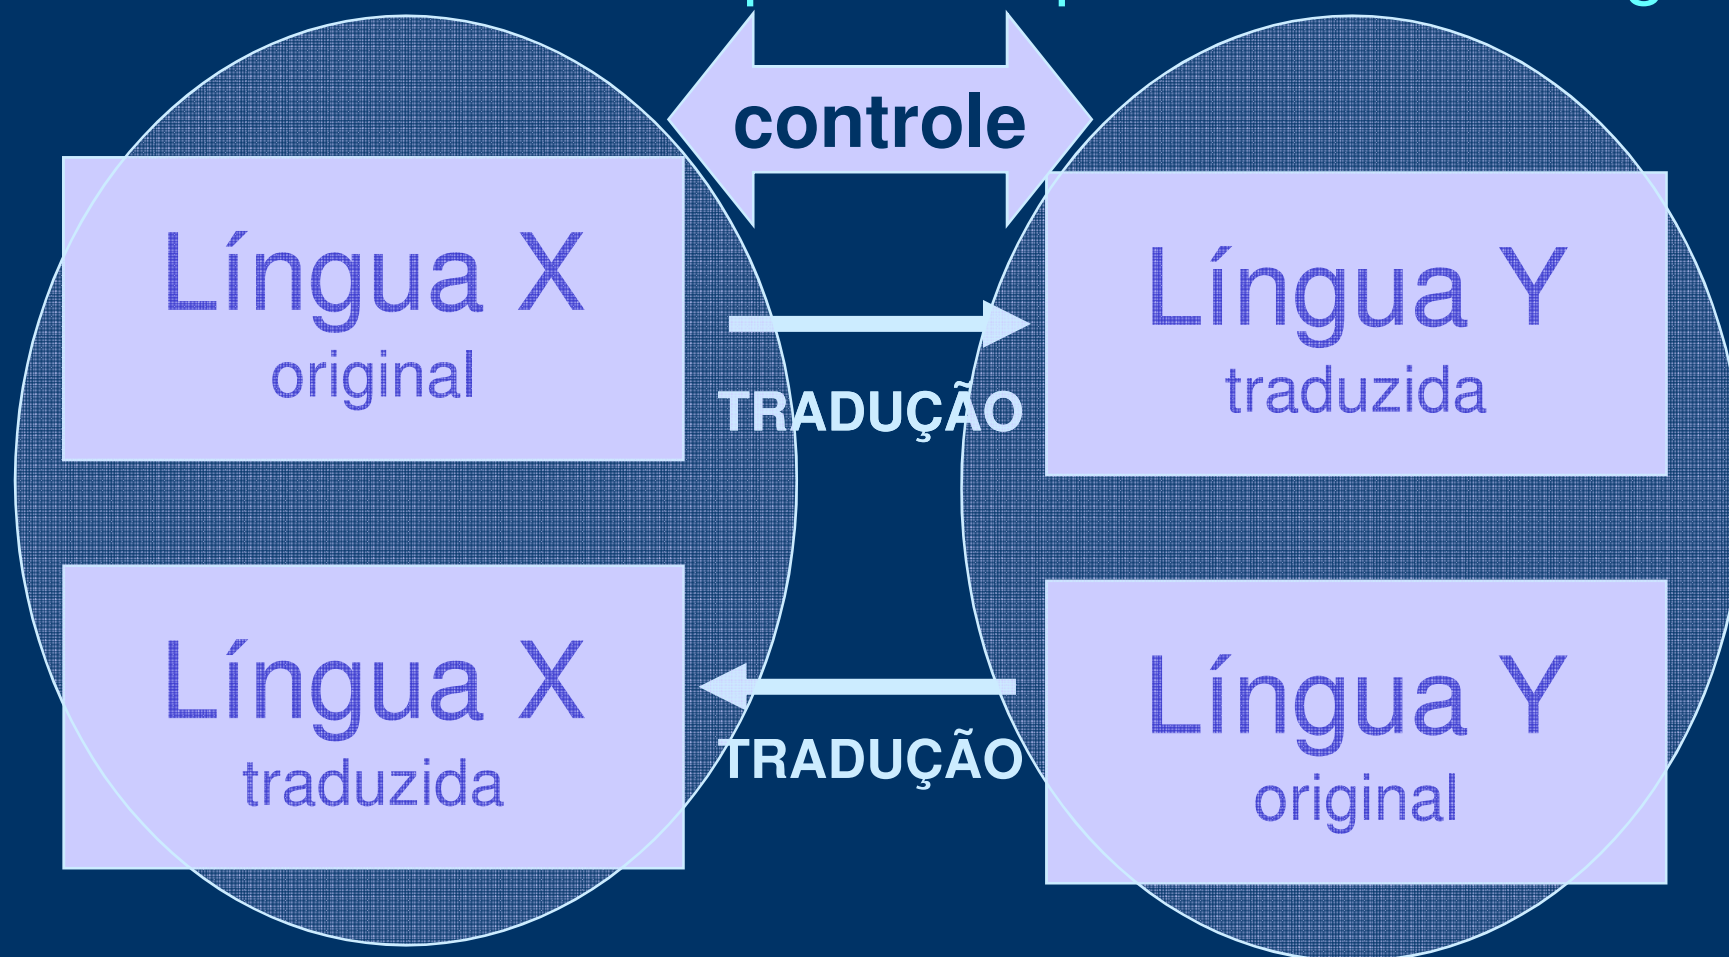 controle
Língua X
original
Língua Y
traduzida
TRADUÇÃO
Língua X
traduzida
TRADUÇÃO
Língua Y
original